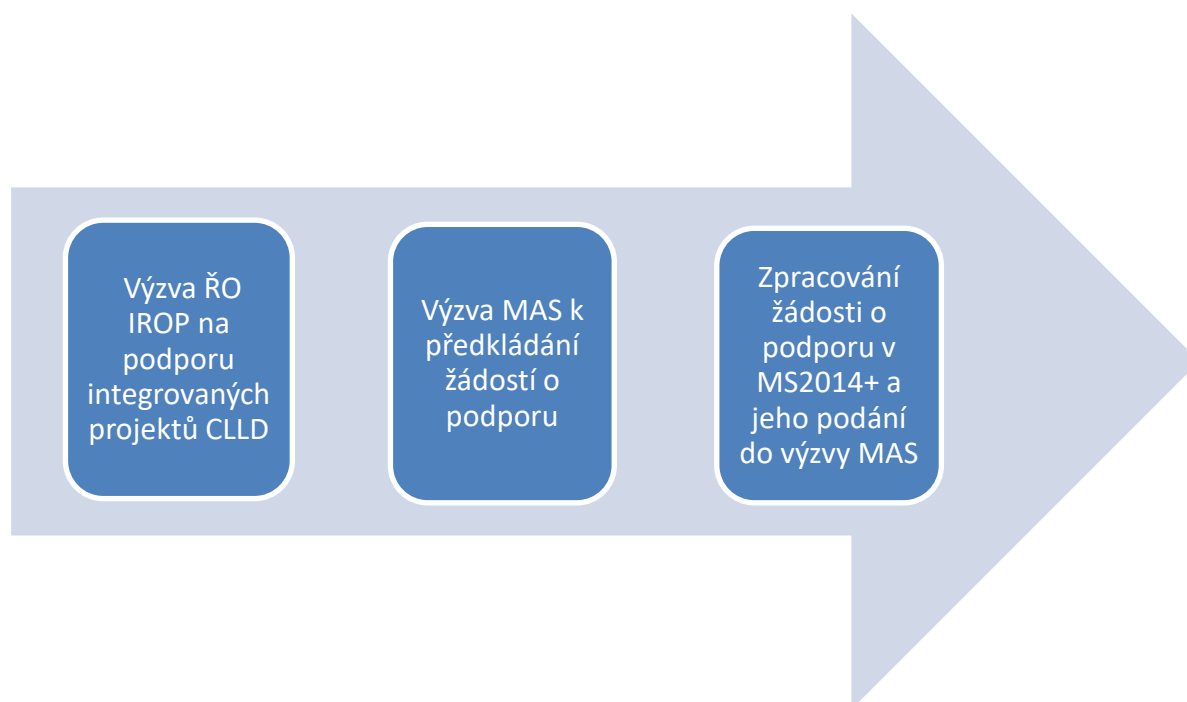 Výzva ŘO
IROP na
podporu
integrovaných
projektů CLLD
Výzva MAS k
předkládání
žádostí o
podporu
Zpracování
žádosti o
podporu v
MS2014+ a
jeho podání
do výzvy MAS